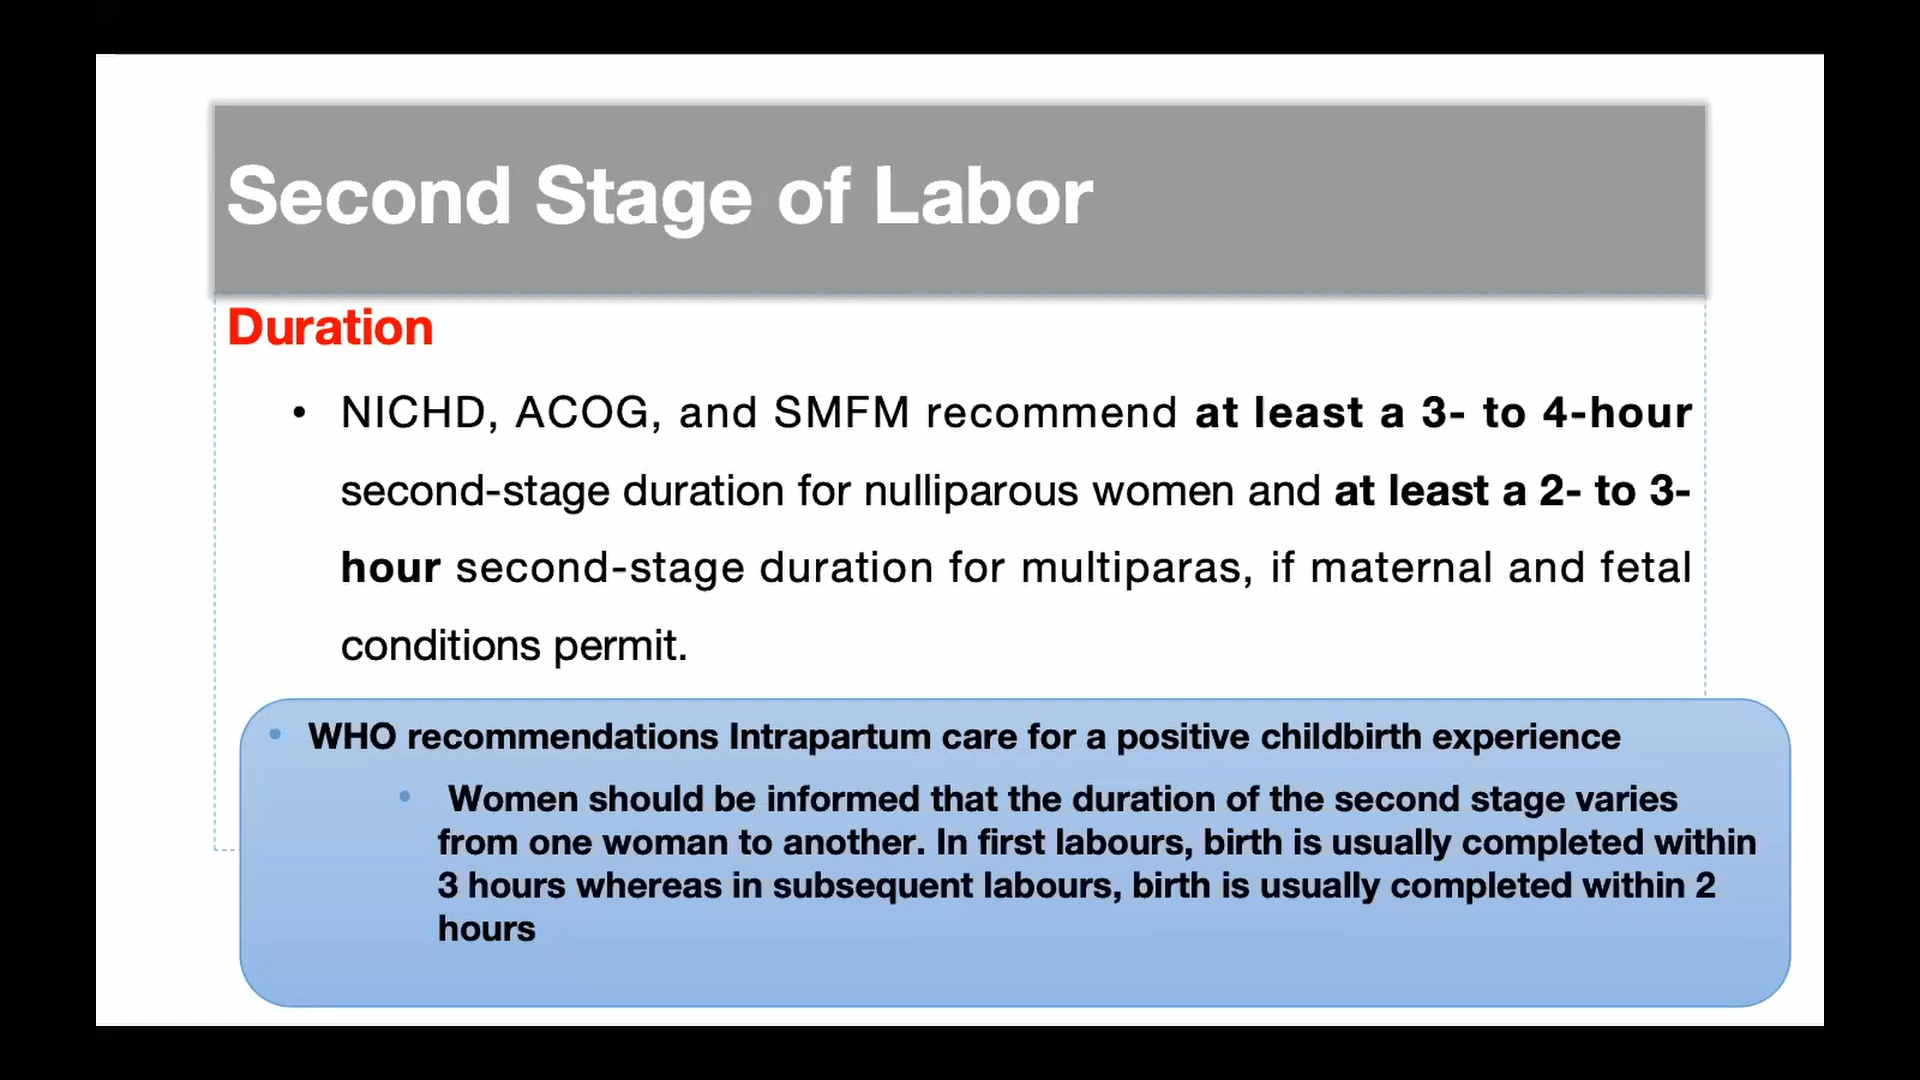 Second Stage of Labor
Duration
• NICHD, ACOG, and SMFM recommend at least a 3- to 4-hour
second-stage duration for nulliparous women and at least a 2- to 3-
hour second-stage duration for multiparas, if maternal and fetal
conditions permit.
• WHO recommendations Intrapartum care for a positive childbirth experience
• Women should be informed that the duration of the second stage varies
from one woman to another. In first labours, birth is usually completed within
3 hours whereas in subsequent labours, birth is usually completed within 2
hours